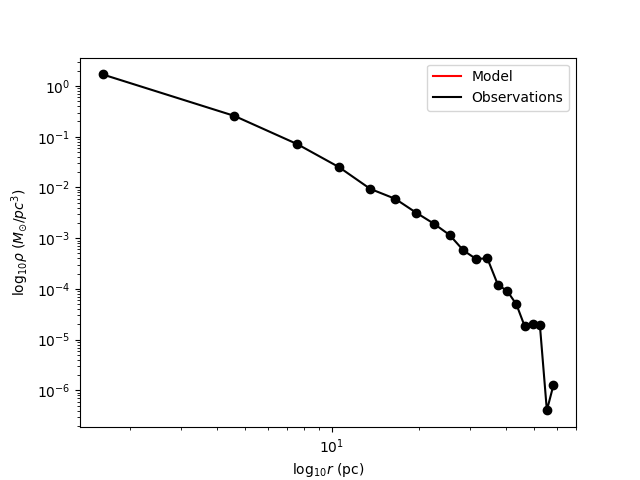 Model
Observations
10⁰
10⁻¹
10⁻²
10⁻³
10⁻⁴
10⁻⁵
10⁻⁶
log₁₀ρ (M☉/pc³)
10¹
log₁₀r (pc)